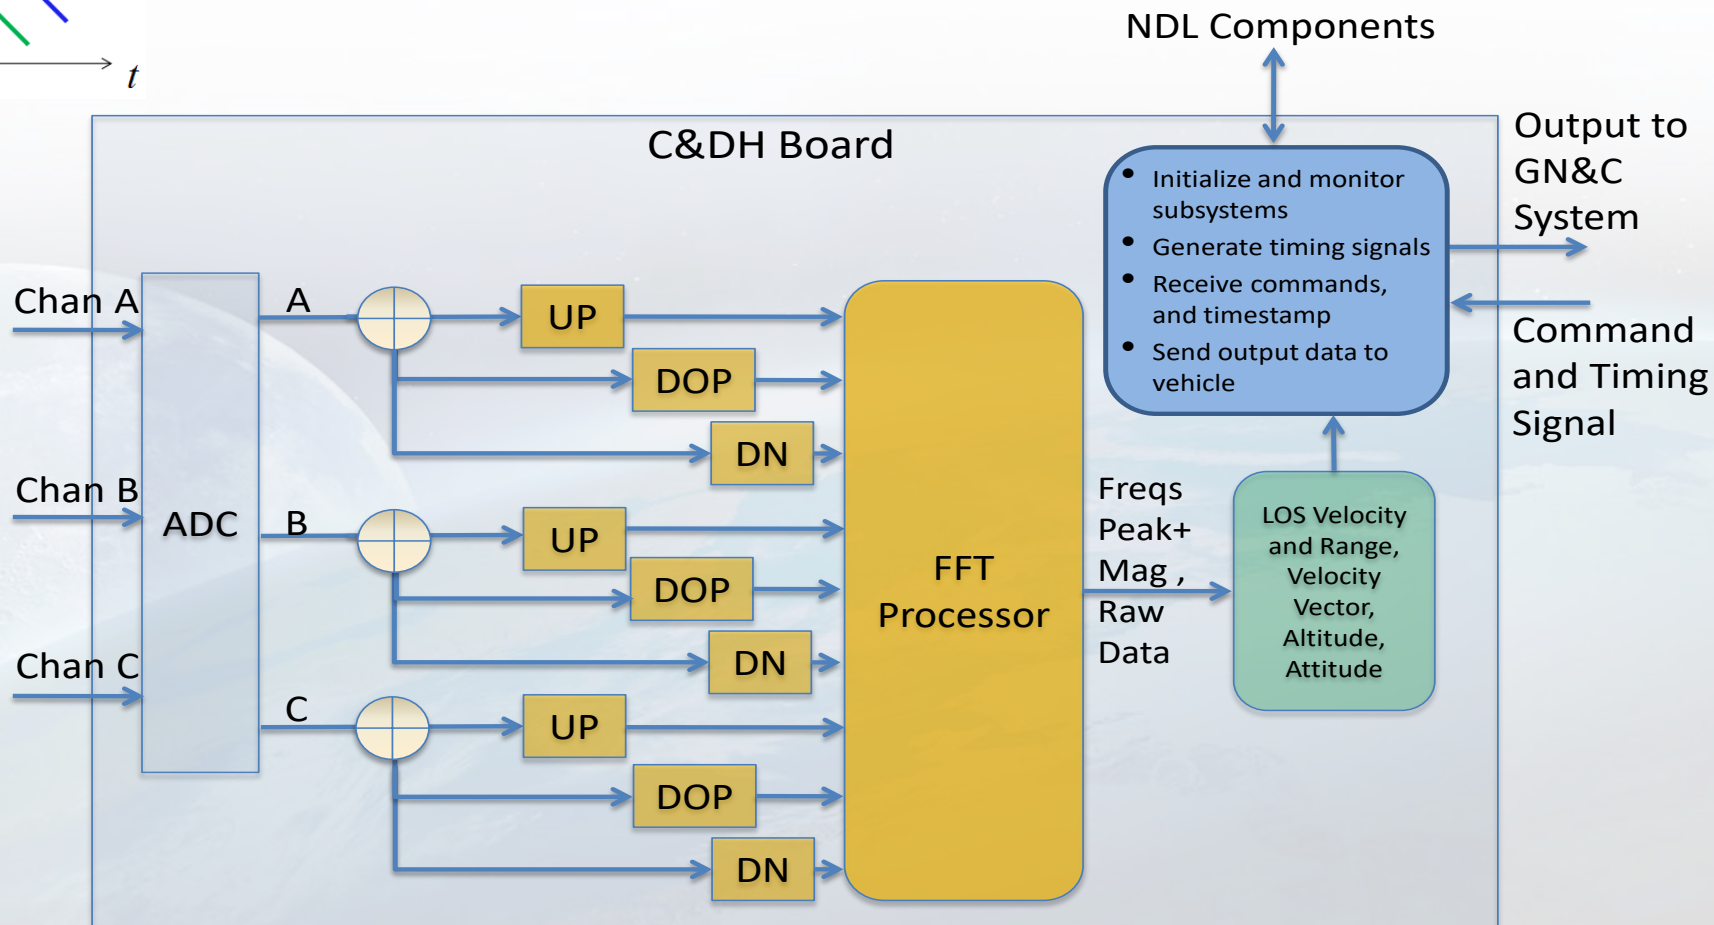 t
NDL Components
C&DH Board
Output to
GN&C
System
• Initialize and monitor
subsystems
• Generate timing signals
• Receive commands,
and timestamp
• Send output data to
vehicle
Command
and Timing
Signal
Chan A
Chan B
Chan C
ADC
A
UP
DOP
DN
B
UP
DOP
DN
C
UP
DOP
DN
FFT
Processor
Freqs
Peak+
Mag ,
Raw
Data
LOS Velocity
and Range,
Velocity
Vector,
Altitude,
Attitude